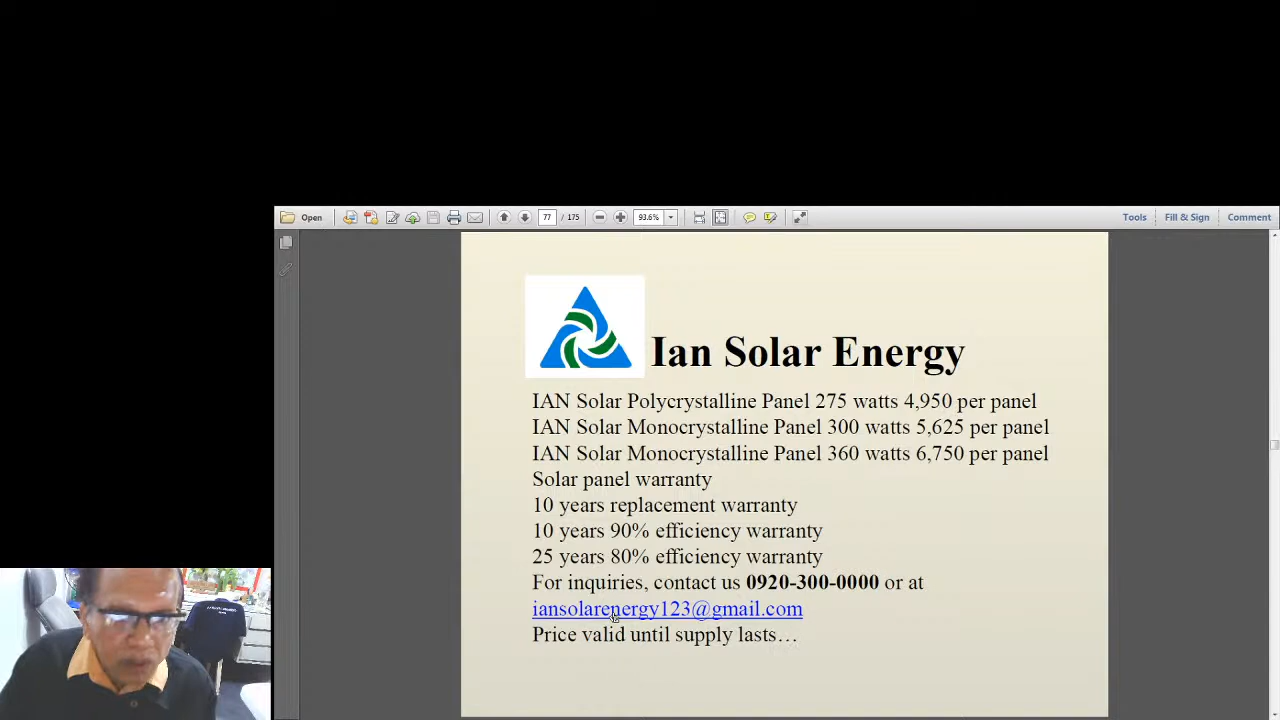 Open
77
/ 175
93.6%
Tools
Fill & Sign
Comment
Ian Solar Energy
IAN Solar Polycrystalline Panel 275 watts 4,950 per panel
IAN Solar Monocrystalline Panel 300 watts 5,625 per panel
IAN Solar Monocrystalline Panel 360 watts 6,750 per panel
Solar panel warranty
10 years replacement warranty
10 years 90% efficiency warranty
25 years 80% efficiency warranty
For inquiries, contact us 0920-300-0000 or at
iansolarenergy123@gmail.com
Price valid until supply lasts…